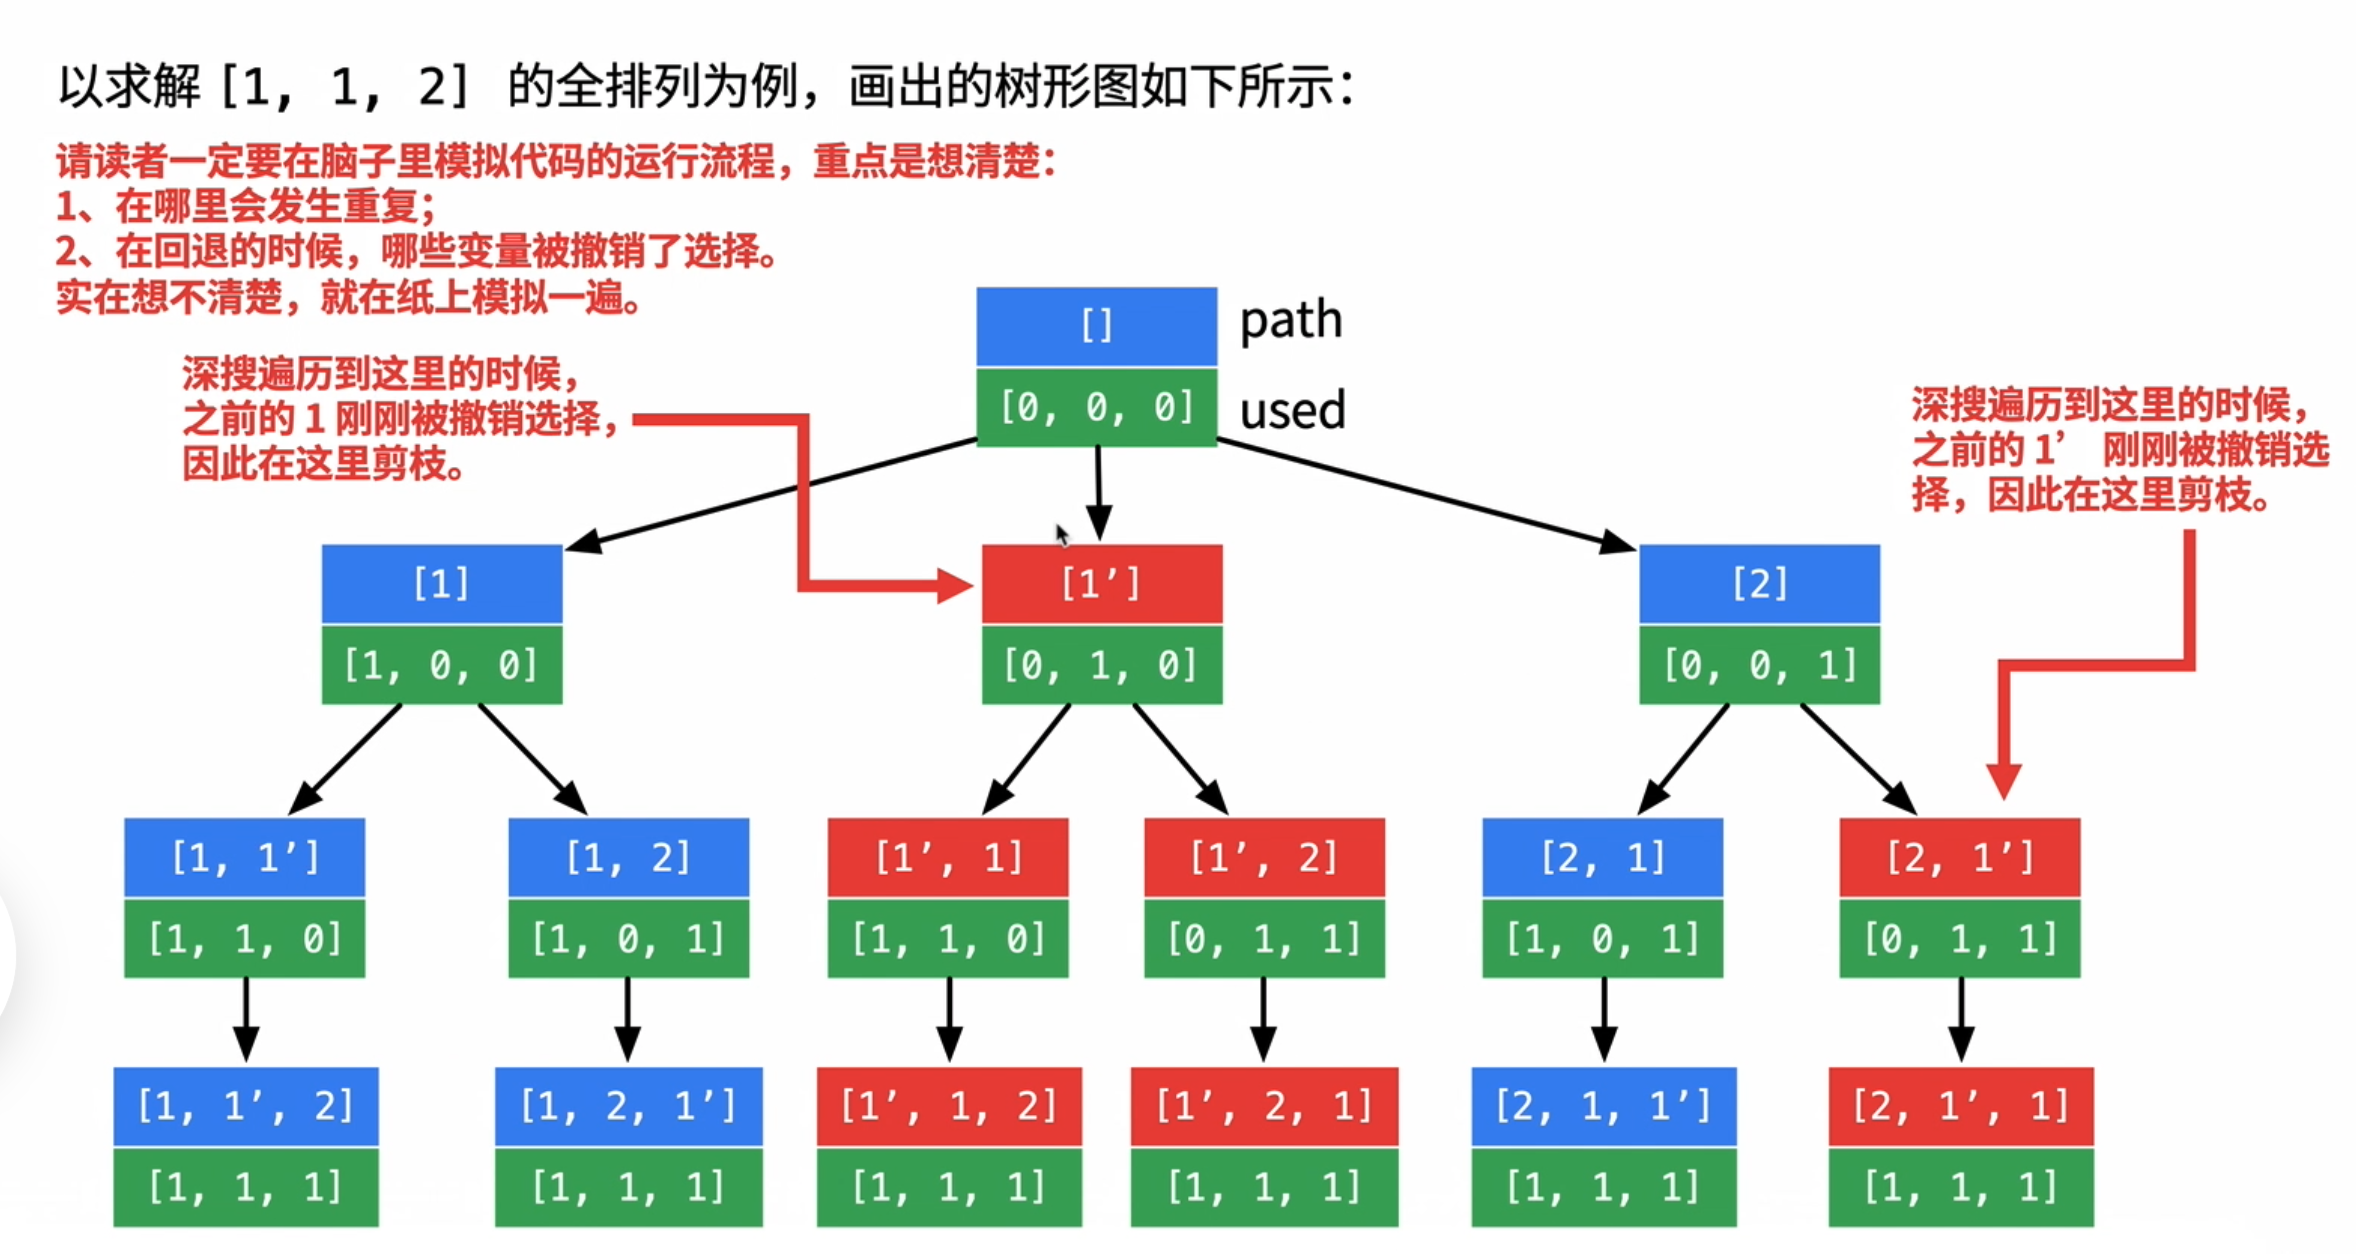 以求解 [1, 1, 2] 的全排列为例，画出的树形图如下所示：
请读者一定要在脑子里模拟代码的运行流程，重点是想清楚：
1、在哪里会发生重复；
2、在回退的时候，哪些变量被撤销了选择。
实在想不清楚，就在纸上模拟一遍。
[] path
[0, 0, 0] used
深搜遍历到这里的时候，
之前的 1 刚刚被撤销选择，
因此在这里剪枝。
深搜遍历到这里的时候，
之前的 1’ 刚刚被撤销选
择，因此在这里剪枝。
[1] [1’] [2]
[1, 0, 0] [0, 1, 0] [0, 0, 1]
[1, 1’] [1, 2] [1’, 1] [1’, 2] [2, 1] [2, 1’]
[1, 1, 0] [1, 0, 1] [1, 1, 0] [0, 1, 1] [1, 0, 1] [0, 1, 1]
[1, 1’, 2] [1, 2, 1’] [1’, 1, 2] [1’, 2, 1] [2, 1, 1’] [2, 1’, 1]
[1, 1, 1] [1, 1, 1] [1, 1, 1] [1, 1, 1] [1, 1, 1] [1, 1, 1]